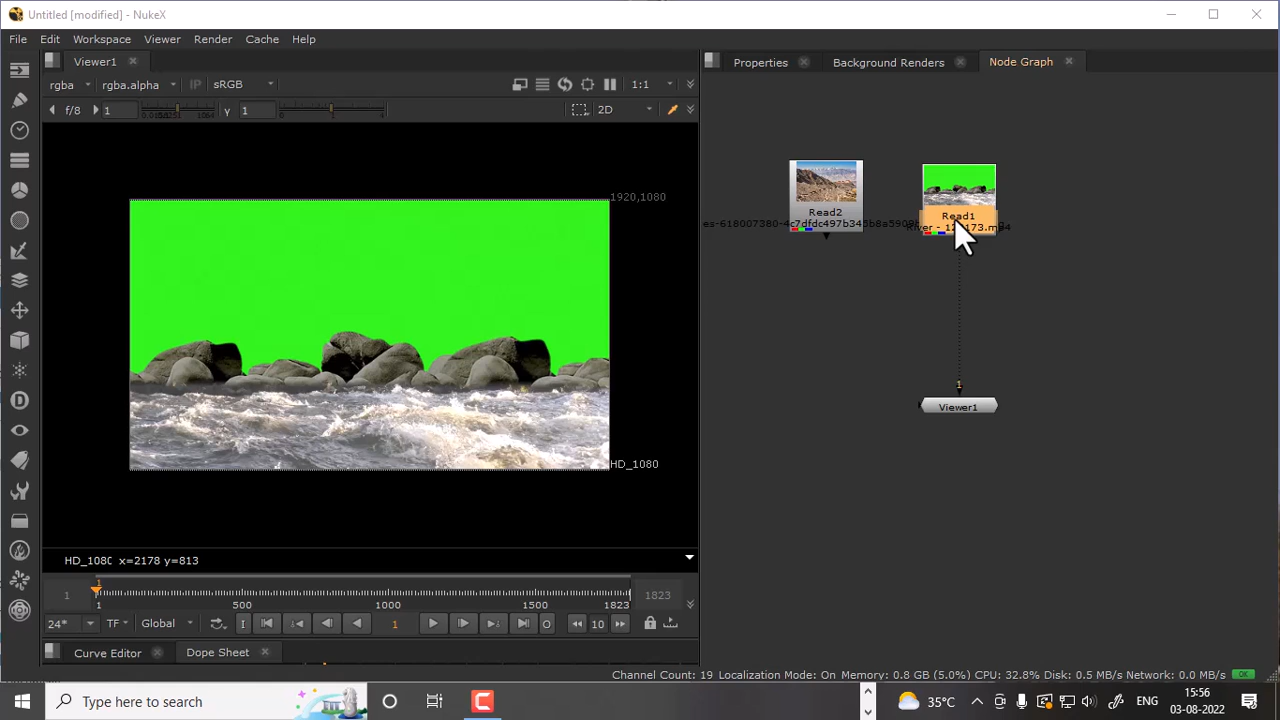 Untitled [modified] - NukeX
File Edit Workspace Viewer Render Cache Help
Viewer1
Properties Background Renders Node Graph
rgba rgba.alpha IP sRGB 1:1
f/8 1 γ 1 2D
1920,1080
HD_1080
Read2
Read1
Viewer1
HD_1080 x=2178 y=813
1
1 1 500 1000 1500 1823 1823
24* TF Global I 1 O 10
Curve Editor Dope Sheet
Channel Count: 19 Localization Mode: On Memory: 0.8 GB (5.0%) CPU: 32.8% Disk: 0.5 MB/s Network: 0.0 MB/s OK
Type here to search
35°C ENG
15:56
03-08-2022